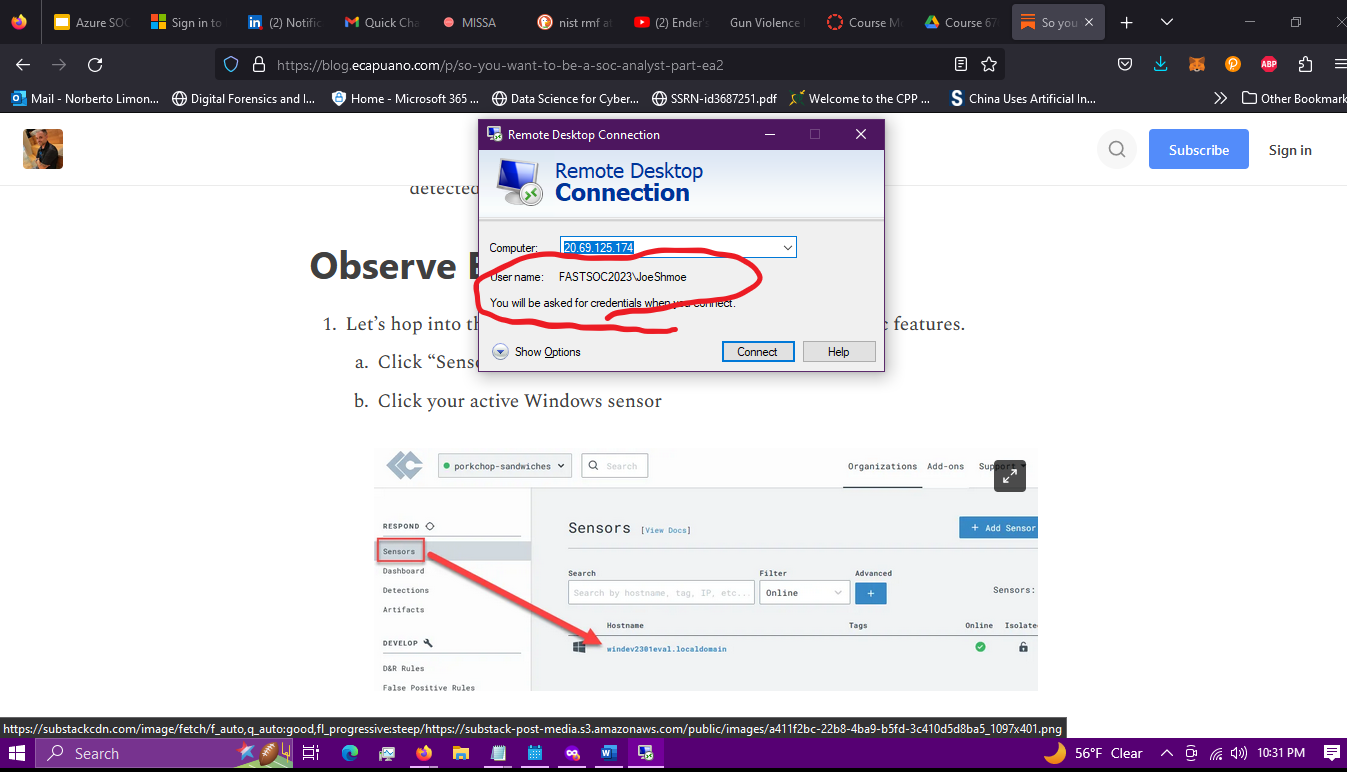 Azure SOC
Sign in to
(2) Notific
Quick Cha
MISSA
nist rmf at
(2) Ender's
Gun Violence
Course M
Course 67
So you
https://blog.ecapuano.com/p/so-you-want-to-be-a-soc-analyst-part-ea2
ABP
Mail - Norberto Limon...
Digital Forensics and I...
Home - Microsoft 365 ...
Data Science for Cyber...
SSRN-id3687251.pdf
Welcome to the CPP ...
China Uses Artificial In...
Other Bookmark
Remote Desktop Connection
Subscribe
Sign in
Remote Desktop
Connection
detected
Computer:
20.69.125.174
Observe
User name:
FASTSOC2023\JoeShmoe
You will be asked for credentials when you connect.
1. Let's hop into th
c features.
Show Options
Connect
Help
a. Click “Sens
b. Click your active Windows sensor
porkchop-sandwiches
Search
Organizations
Add-ons
Support
RESPOND
Sensors
Dashboard
Detections
Artifacts
DEVELOP
D&R Rules
False Positive Rules
Sensors [View Docs]
+ Add Sensor
Search
Filter
Advanced
Search by hostname, tag, IP, etc...
Online
+
Sensors:
Hostname
Tags
Online
Isolate
windev2301eval.localdomain
https://substackcdn.com/image/fetch/f_auto,q_auto:good,fl_progressive:steep/https://substack-post-media.s3.amazonaws.com/public/images/a411f2bc-22b8-4ba9-b5fd-3c410d5d8ba5_1097x401.png
Search
56°F Clear
10:31 PM